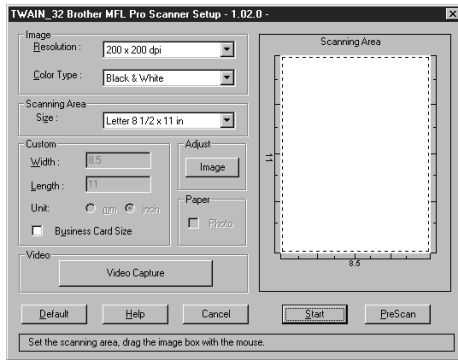 TWAIN_32 Brother MFL Pro Scanner Setup - 1.02.0 -
Image
Resolution :
200 x 200 dpi
Color Type :
Black & White
Scanning Area
Size :
Letter 8 1/2 x 11 in
Custom
Width :
8.5
Length :
11
Unit:
mm
inch
Business Card Size
Adjust
Image
Paper
Photo
Video
Video Capture
Scanning Area
11
8.5
Default
Help
Cancel
Start
PreScan
Set the scanning area, drag the image box with the mouse.